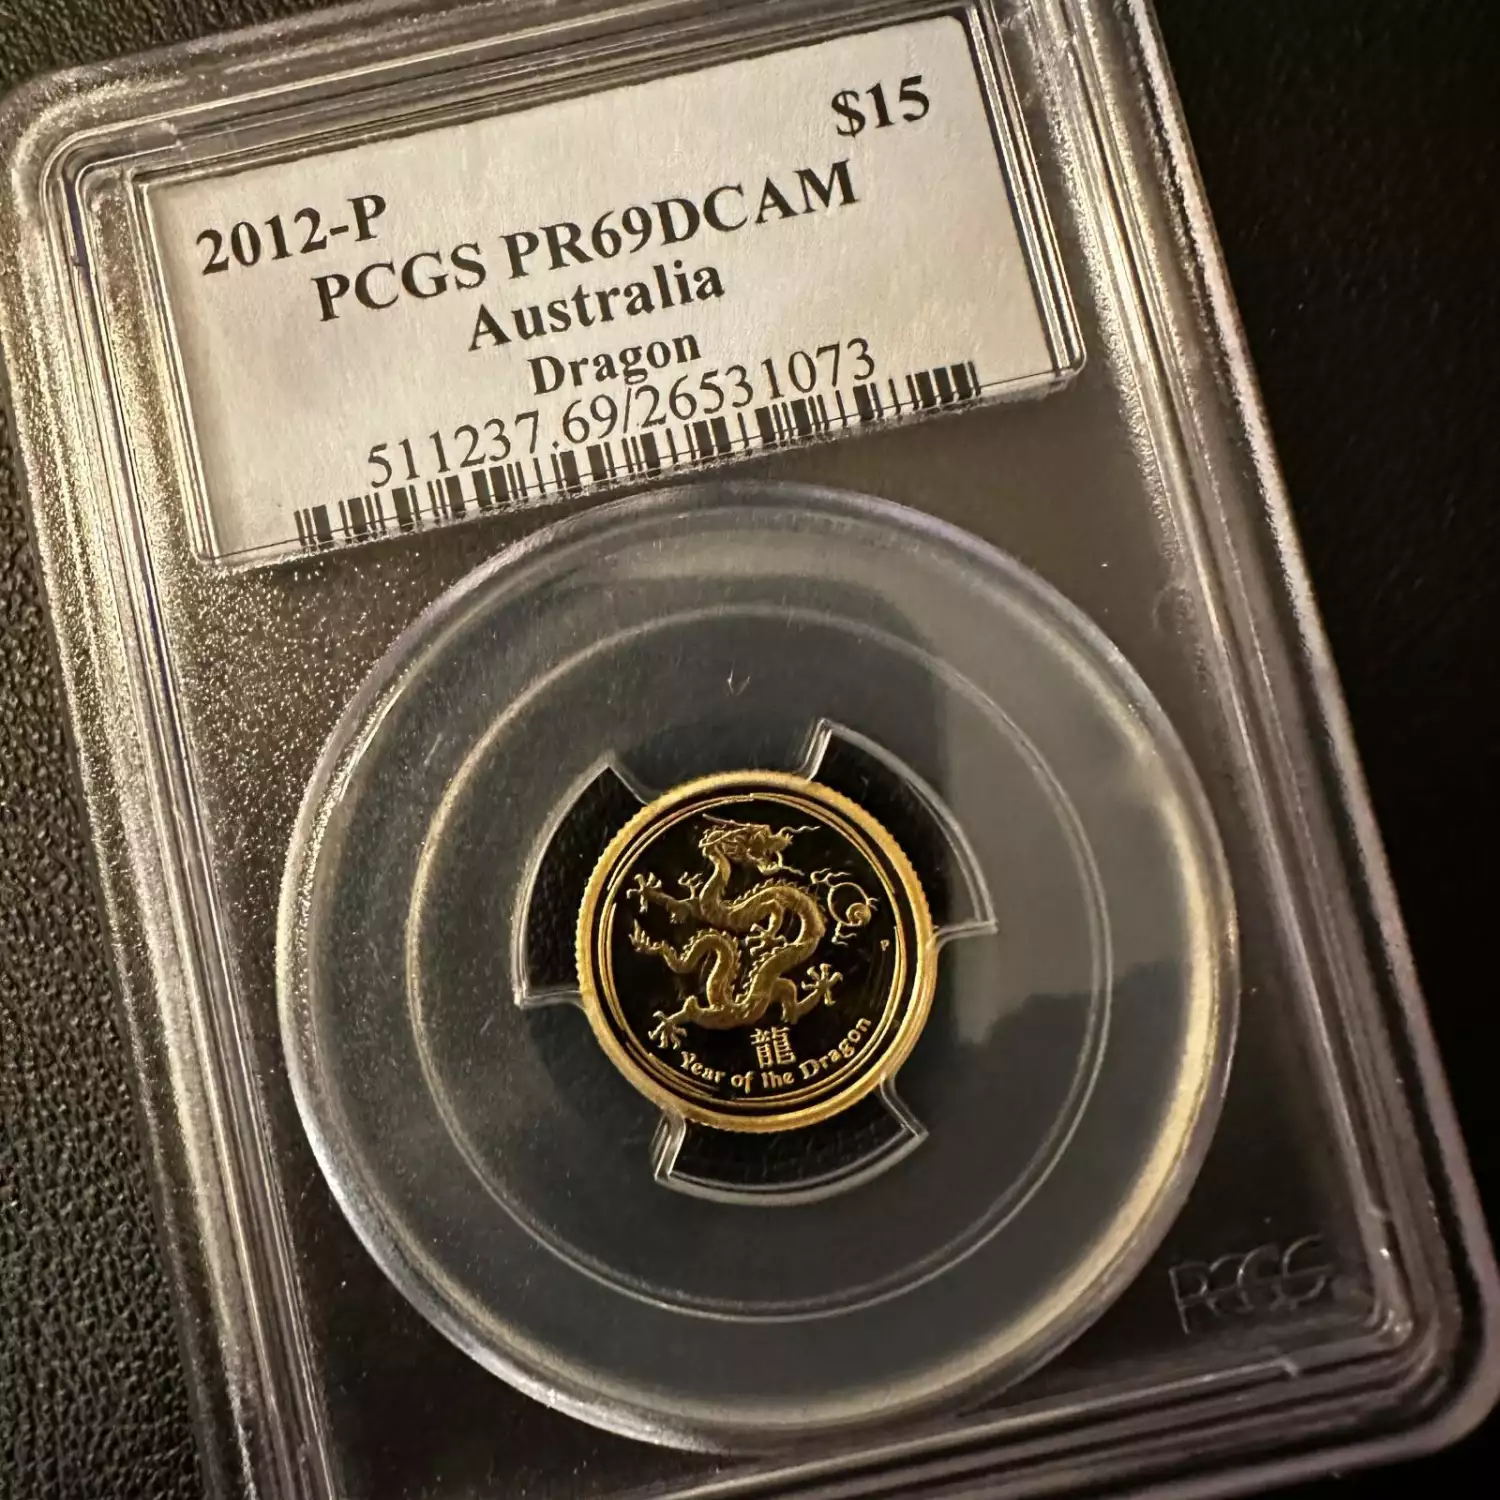 $15
2012-P
PCGS PR69DCAM
Australia
Dragon
511237.69/26531073
P
龍
Year of the Dragon
PCGS